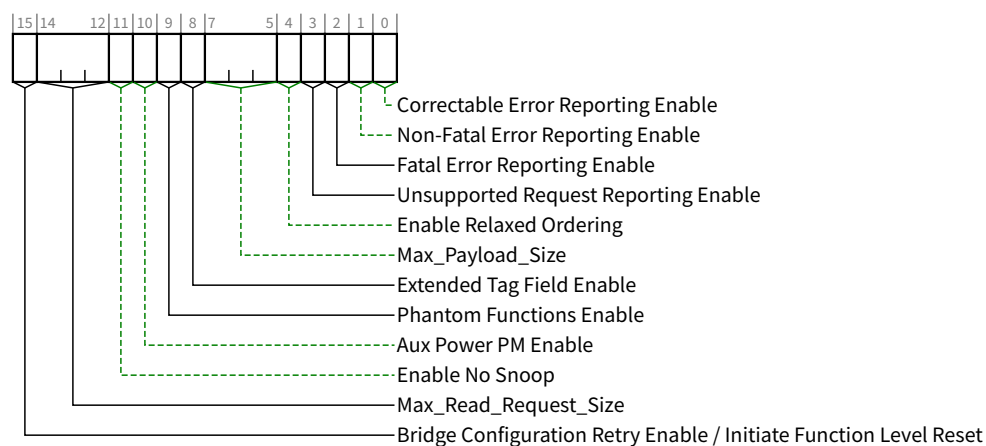 15 14 12 11 10 9 8 7 5 4 3 2 1 0
Correctable Error Reporting Enable
Non-Fatal Error Reporting Enable
Fatal Error Reporting Enable
Unsupported Request Reporting Enable
Enable Relaxed Ordering
Max_Payload_Size
Extended Tag Field Enable
Phantom Functions Enable
Aux Power PM Enable
Enable No Snoop
Max_Read_Request_Size
Bridge Configuration Retry Enable / Initiate Function Level Reset